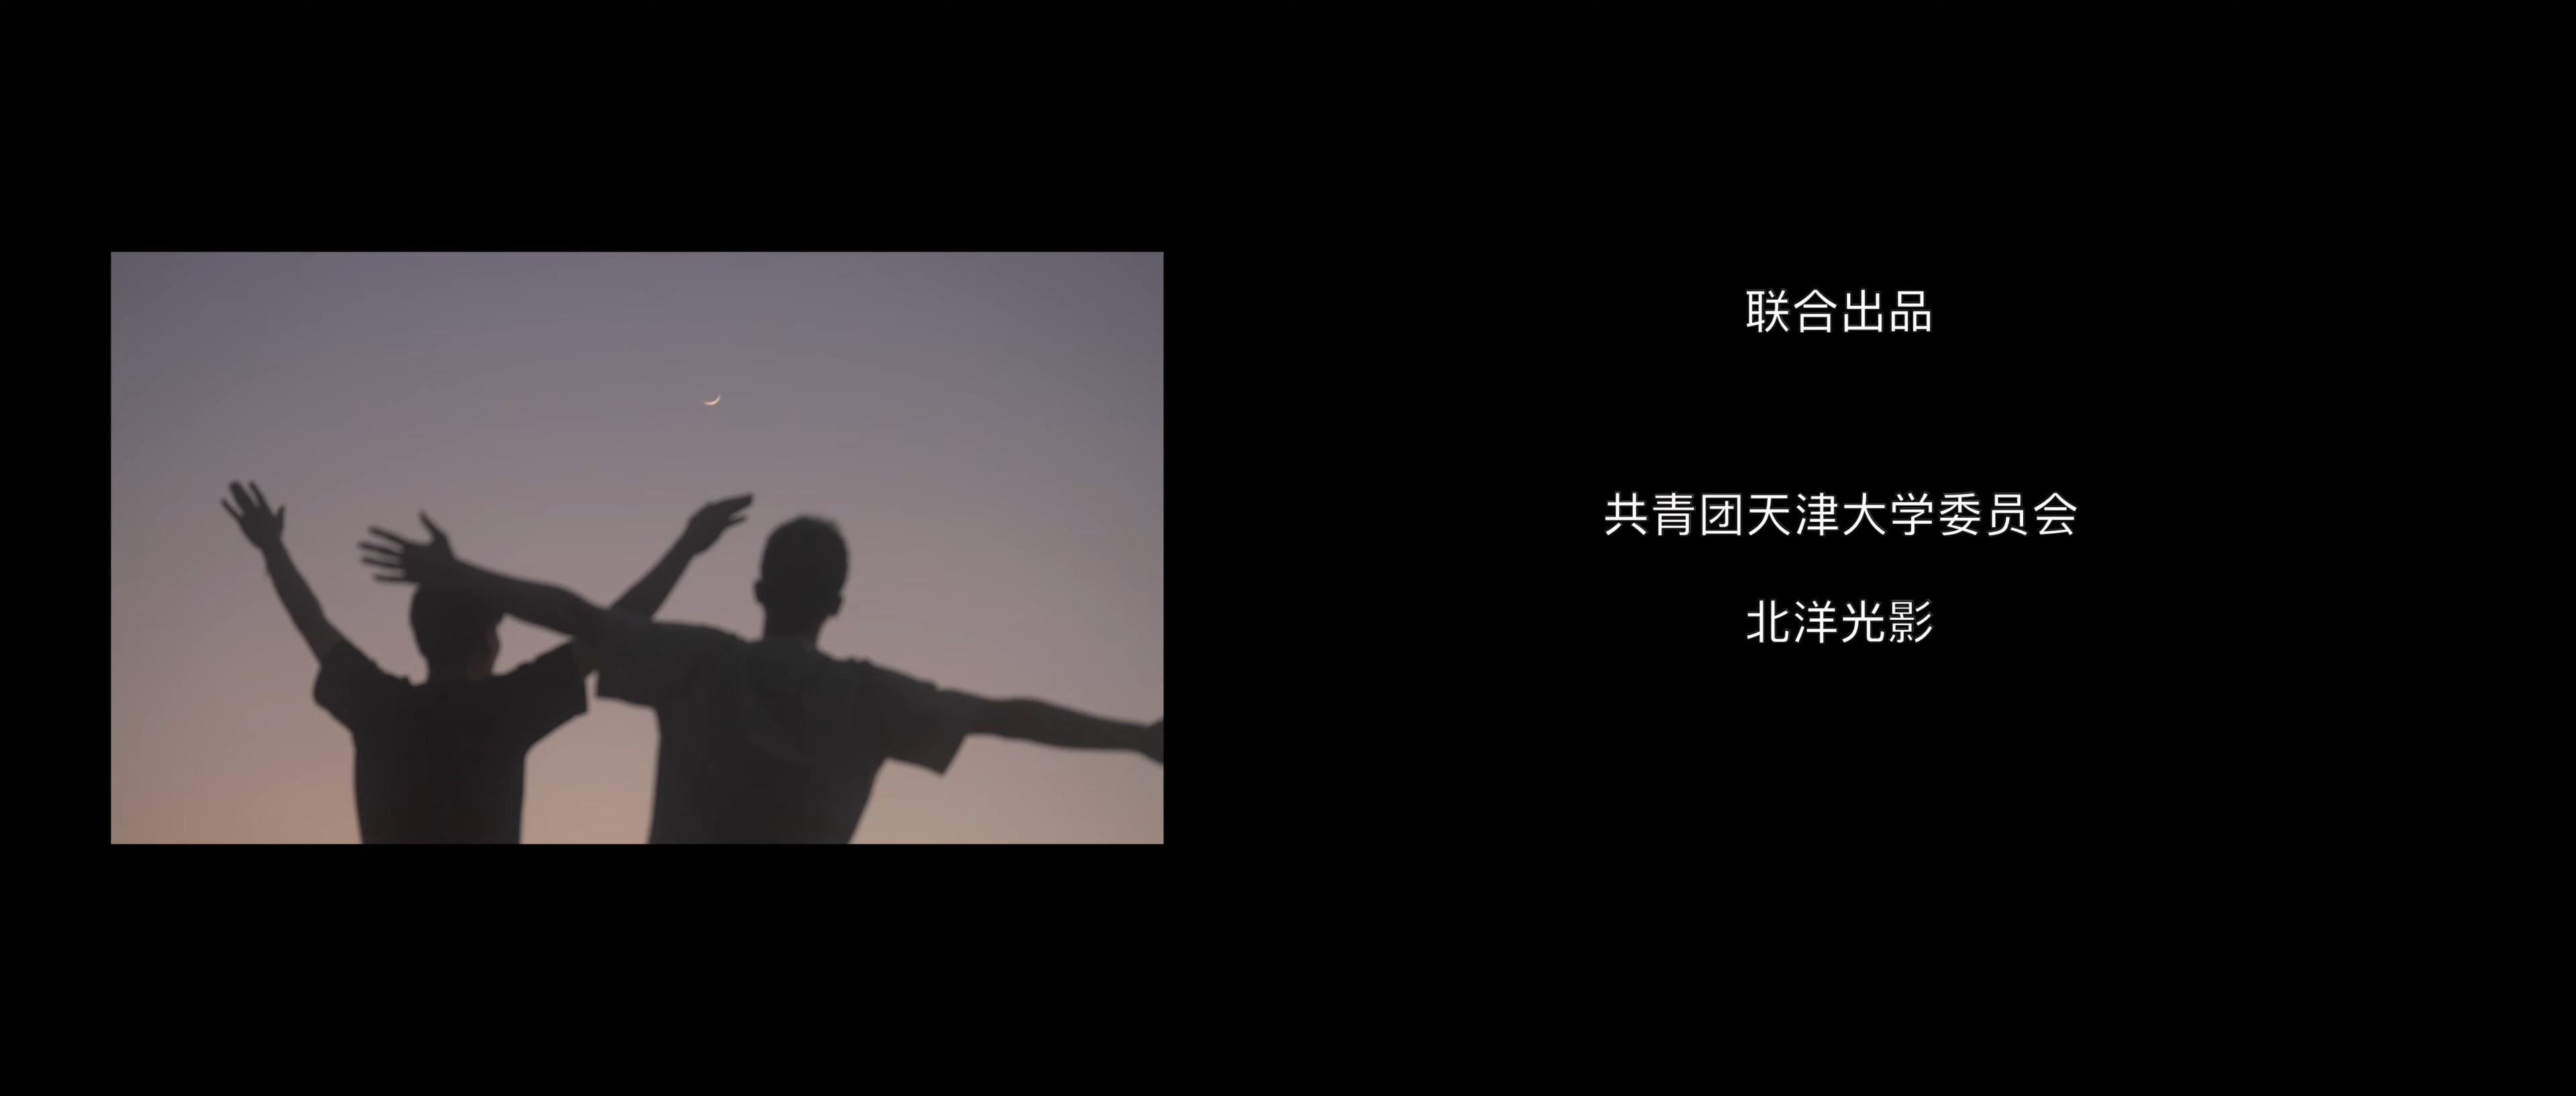 联合出品
共青团天津大学委员会
北洋光影